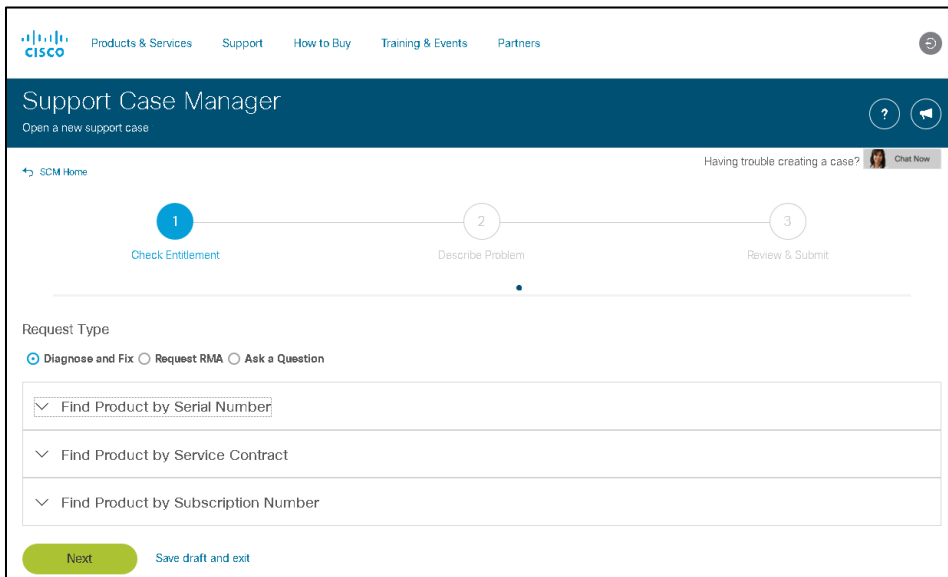 CISCO
Products & Services Support How to Buy Training & Events Partners
Support Case Manager
Open a new support case
?
SCM Home
Having trouble creating a case? Chat Now
1 2 3
Check Entitlement Describe Problem Review & Submit
Request Type
Diagnose and Fix Request RMA Ask a Question
Find Product by Serial Number
Find Product by Service Contract
Find Product by Subscription Number
Next Save draft and exit